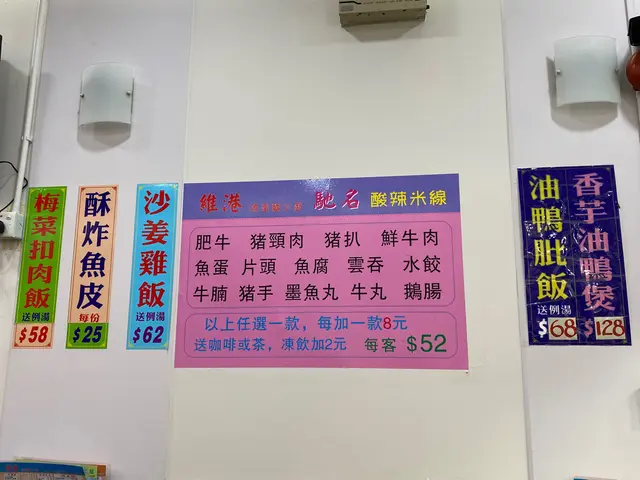 梅菜扣肉飯
送例湯
$58
酥炸魚皮
每份
$25
沙姜雞飯
送例湯
$62
維港 馳名 酸辣米線
肥牛 豬頸肉 豬扒 鮮牛肉
魚蛋 片頭 魚腐 雲吞 水餃
牛腩 豬手 墨魚丸 牛丸 鵝腸
以上任選一款，每加一款8元
送咖啡或茶，凍飲加2元 每客 $52
油鴨髀飯
送例湯
$68
香芋油鴨煲
$128